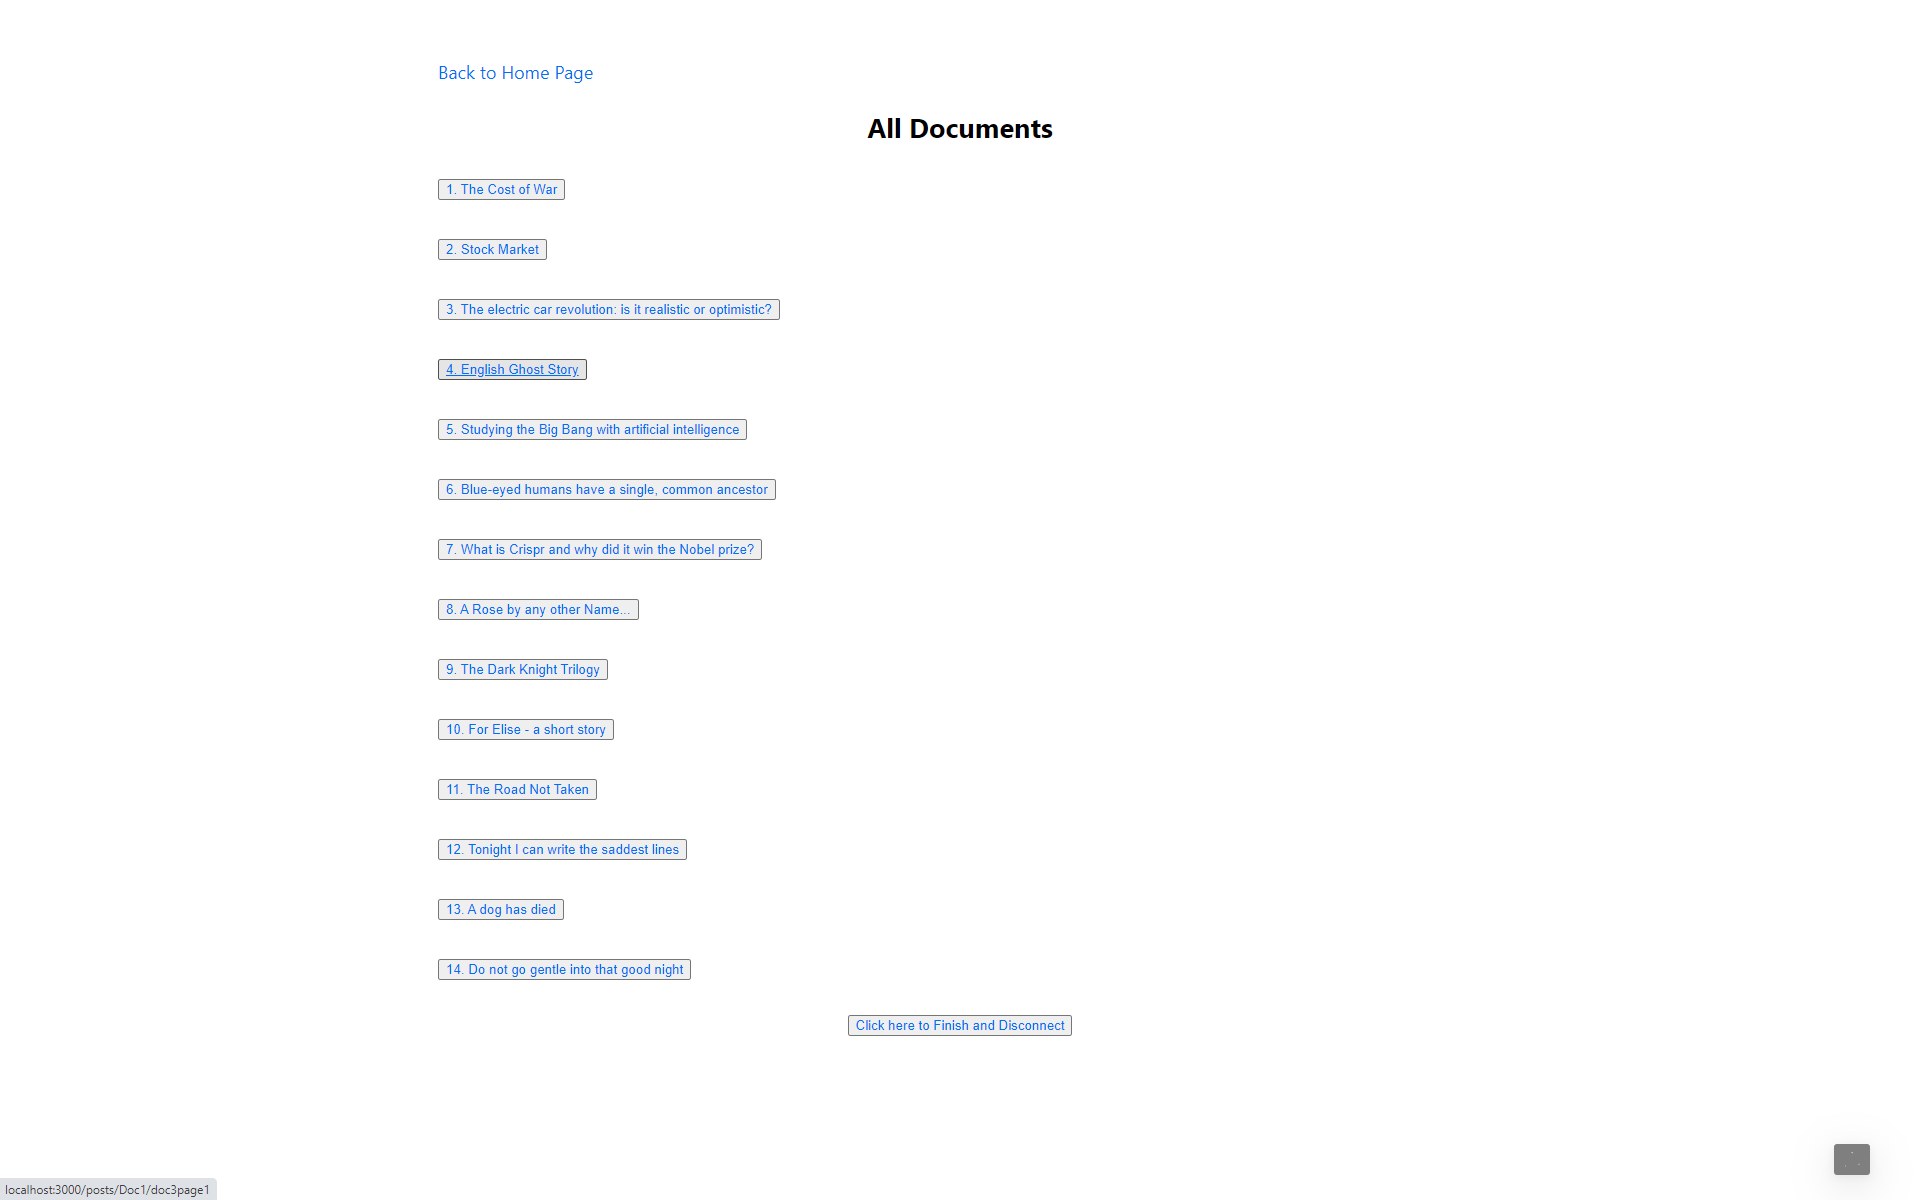 Back to Home Page
All Documents
1. The Cost of War
2. Stock Market
3. The electric car revolution: is it realistic or optimistic?
4. English Ghost Story
5. Studying the Big Bang with artificial intelligence
6. Blue-eyed humans have a single, common ancestor
7. What is Crispr and why did it win the Nobel prize?
8. A Rose by any other Name...
9. The Dark Knight Trilogy
10. For Elise - a short story
11. The Road Not Taken
12. Tonight I can write the saddest lines
13. A dog has died
14. Do not go gentle into that good night
Click here to Finish and Disconnect
localhost:3000/posts/Doc1/doc3page1